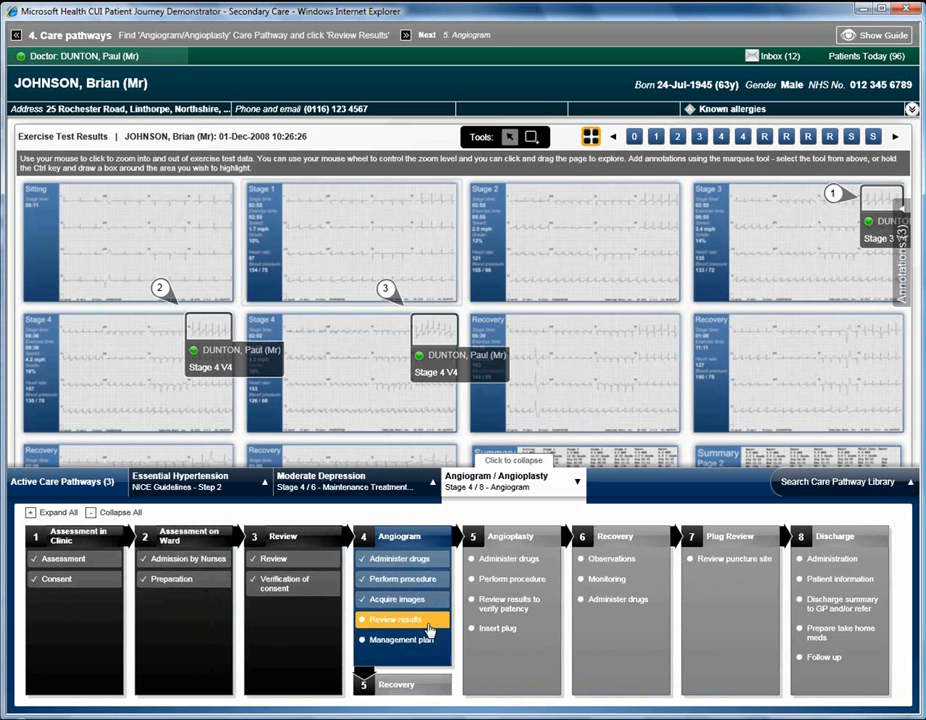 Microsoft Health CUI Patient Journey Demonstrator - Secondary Care - Windows Internet Explorer
4. Care pathways Find 'Angiogram/Angioplasty' Care Pathway and click 'Review Results' Next 5. Angiogram Show Guide
Doctor: DUNTON, Paul (Mr) Inbox (12) Patients Today (96)
JOHNSON, Brian (Mr) Born 24-Jul-1945 (63y) Gender Male NHS No. 012 345 6789
Address 25 Rochester Road, Linthorpe, Northshire, ... Phone and email (0116) 123 4567 Known allergies
Exercise Test Results | JOHNSON, Brian (Mr): 01-Dec-2008 10:26:26 Tools: 0 1 2 3 4 4 R R R R S S
Use your mouse to click to zoom into and out of exercise test data. You can use your mouse wheel to control the zoom level and you can click and drag the page to explore. Add annotations using the marquee tool - select the tool from above, or hold
the Ctrl key and draw a box around the area you wish to highlight.
Sitting Stage 1 Stage 2 Stage 3
1
DUNTO
Stage 3
Annotations (3)
2 3
Stage 4 Stage 4 Recovery Recovery
DUNTON, Paul (Mr)
Stage 4 V4
DUNTON, Paul (Mr)
Stage 4 V4
Recovery Recovery Summary Summary
Page 2
Click to collapse
Active Care Pathways (3)
Essential Hypertension
NICE Guidelines - Step 2
Moderate Depression
Stage 4 / 6 - Maintenance Treatment...
Angiogram / Angioplasty
Stage 4 / 8 - Angiogram
Search Care Pathway Library
+ Expand All - Collapse All
1 Assessment in Clinic
Assessment
Consent
2 Assessment on Ward
Admission by Nurses
Preparation
3 Review
Review
Verification of
consent
4 Angiogram
Administer drugs
Perform procedure
Acquire images
Review results
Management plan
5 Recovery
5 Angioplasty
Administer drugs
Perform procedure
Review results to
verify patency
Insert plug
6 Recovery
Observations
Monitoring
Administer drugs
7 Plug Review
Review puncture site
8 Discharge
Administration
Patient information
Discharge summary
to GP and/or refer
Prepare take home
meds
Follow up